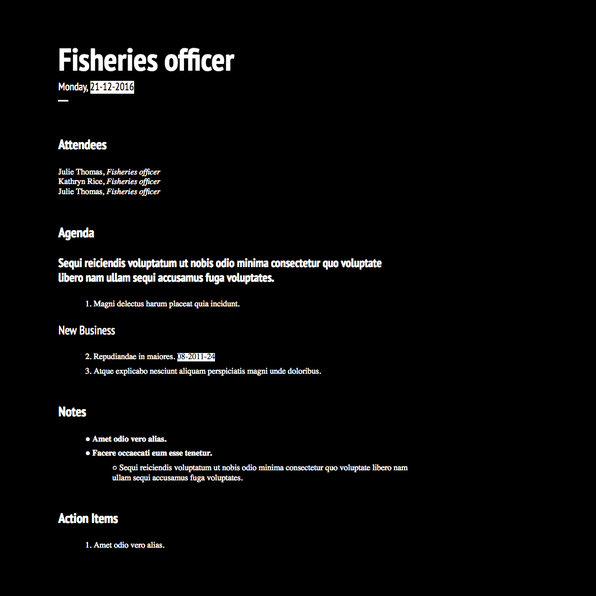 Fisheries officer
Monday, 21-12-2016
Attendees
Julie Thomas, Fisheries officer
Kathryn Rice, Fisheries officer
Julie Thomas, Fisheries officer
Agenda
Sequi reiciendis voluptatum ut nobis odio minima consectetur quo voluptate
libero nam ullam sequi accusamus fuga voluptates.
1. Magni delectus harum placeat quia incidunt.
New Business
2. Repudiandae in maiores. 08-2011-24
3. Atque explicabo nesciunt aliquam perspiciatis magni unde doloribus.
Notes
● Amet odio vero alias.
● Facere occaecati eum esse tenetur.
○ Sequi reiciendis voluptatum ut nobis odio minima consectetur quo voluptate libero nam
ullam sequi accusamus fuga voluptates.
Action Items
1. Amet odio vero alias.